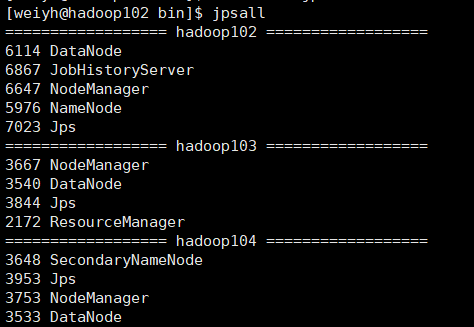 [weiyh@hadoop102 bin]$ jpsall
================== hadoop102 ==================
6114 DataNode
6867 JobHistoryServer
6647 NodeManager
5976 NameNode
7023 Jps
================== hadoop103 ==================
3667 NodeManager
3540 DataNode
3844 Jps
2172 ResourceManager
================== hadoop104 ==================
3648 SecondaryNameNode
3953 Jps
3753 NodeManager
3533 DataNode